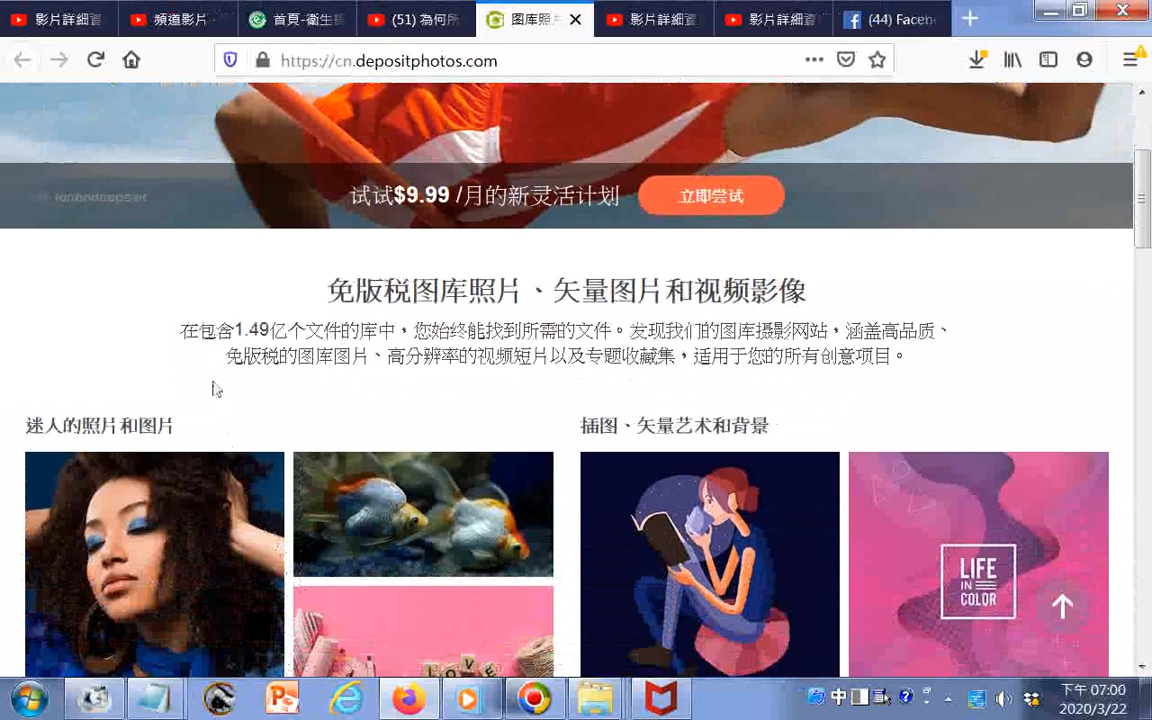 影片詳細資
頻道影片 -
首頁-衛生
(51) 為何所
图库照片
影片詳細資
影片詳細資
(44) Faceb
https://cn.depositphotos.com
试试$9.99 /月的新灵活计划
立即尝试
免版税图库照片、矢量图片和视频影像
在包含1.49亿个文件的库中，您始终能找到所需的文件。发现我们的图库摄影网站，涵盖高品质、
免版税的图库图片、高分辨率的视频短片以及专题收藏集，适用于您的所有创意项目。
迷人的照片和图片
插图、矢量艺术和背景
LIFE
IN
COLOR
LOVE
中
下午 07:00
2020/3/22